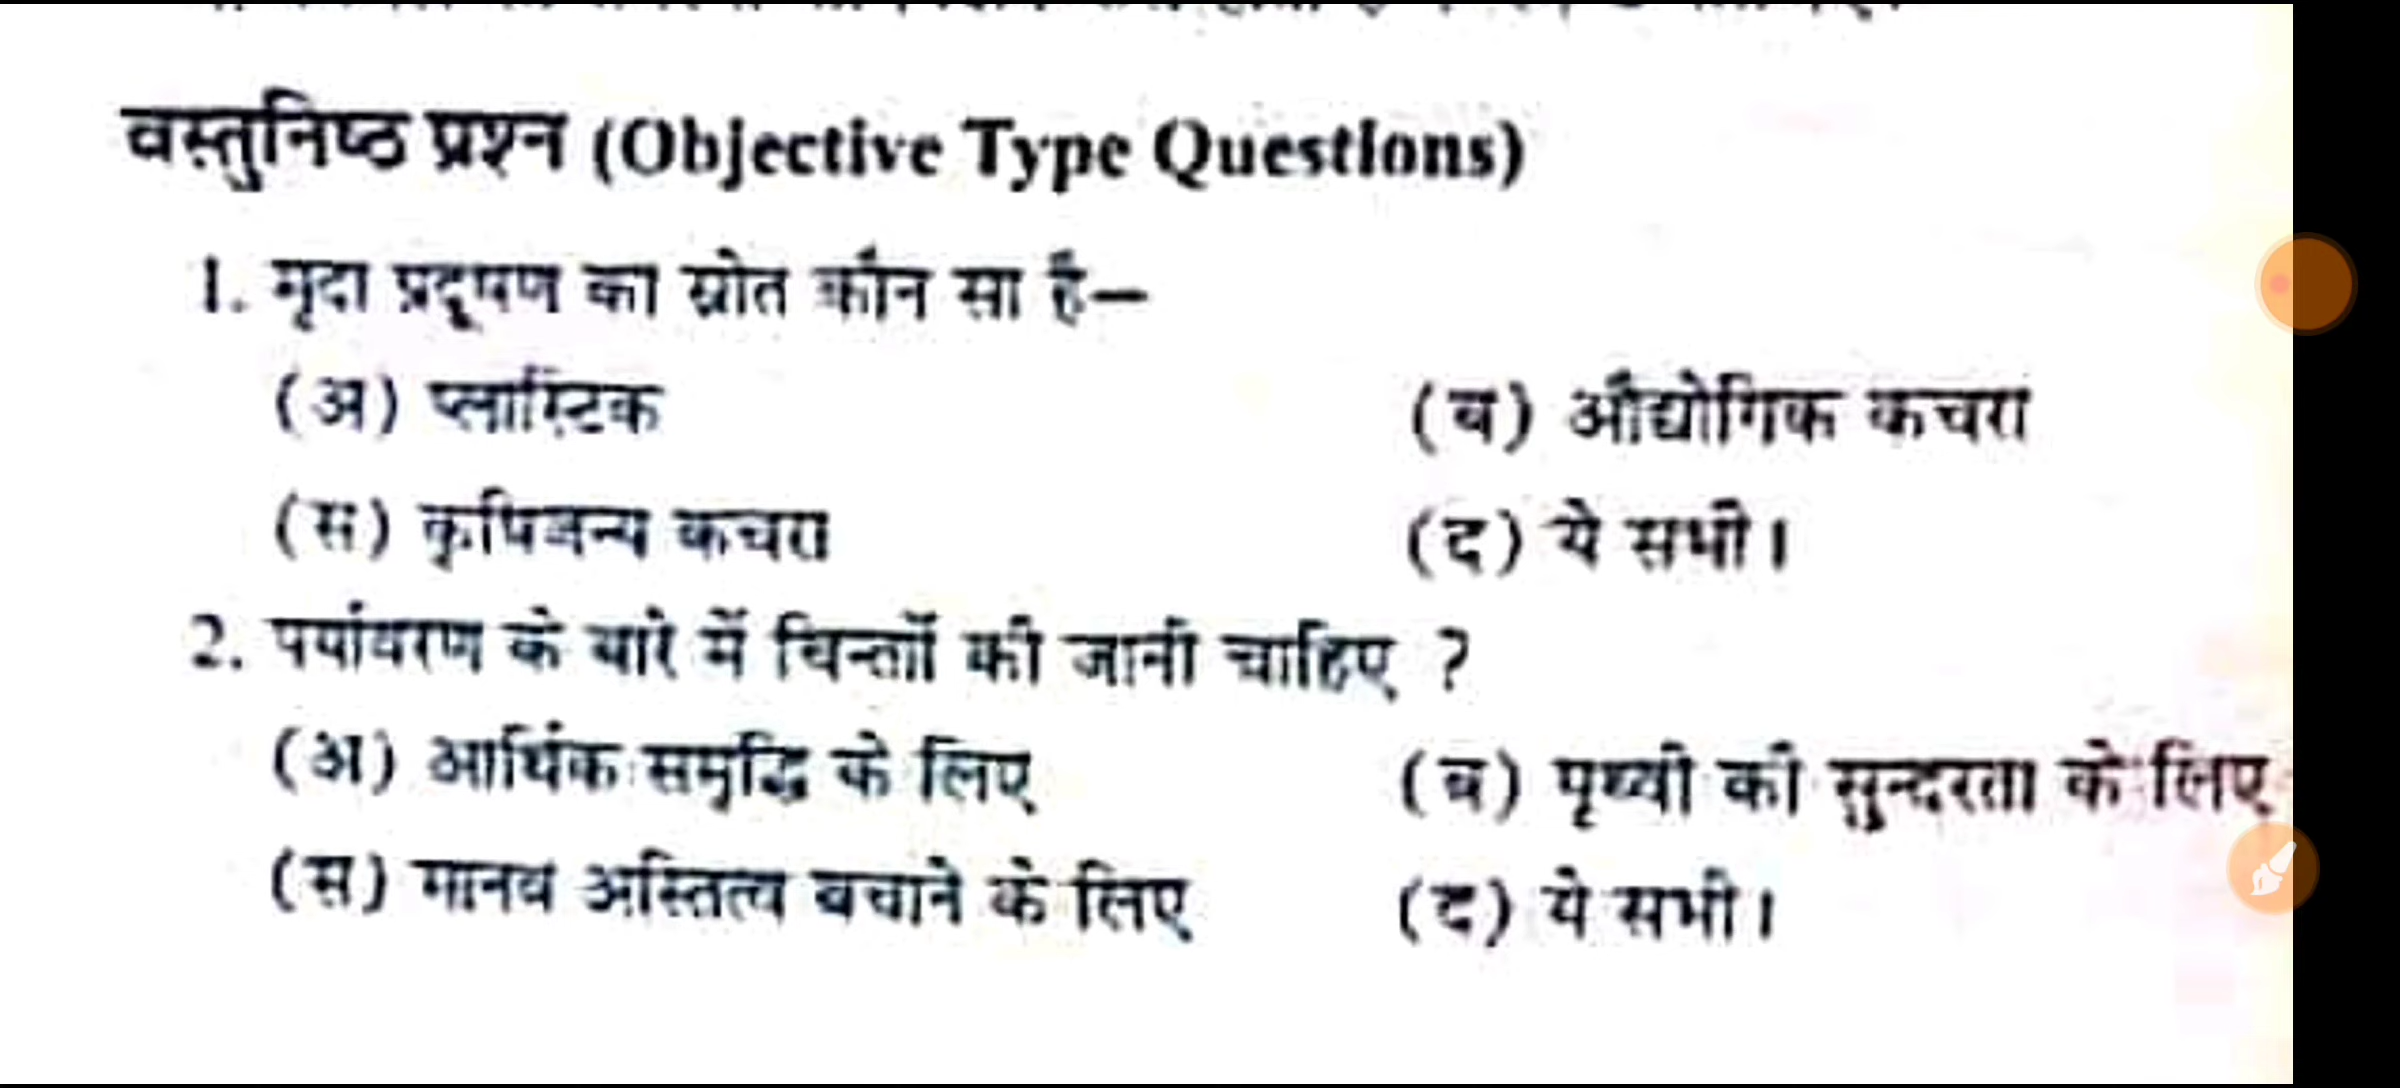 वस्तुनिष्ठ प्रश्न (Objective Type Questions)
1. मृदा प्रदूषण का स्रोत कौन सा है—
(अ) प्लास्टिक (ब) औद्योगिक कचरा
(स) कृषिजन्य कचरा (द) ये सभी।
2. पर्यावरण के बारे में चिन्ता की जानी चाहिए ?
(अ) आर्थिक समृद्धि के लिए (ब) पृथ्वी की सुन्दरता के लिए
(स) मानव अस्तित्व बचाने के लिए (द) ये सभी।